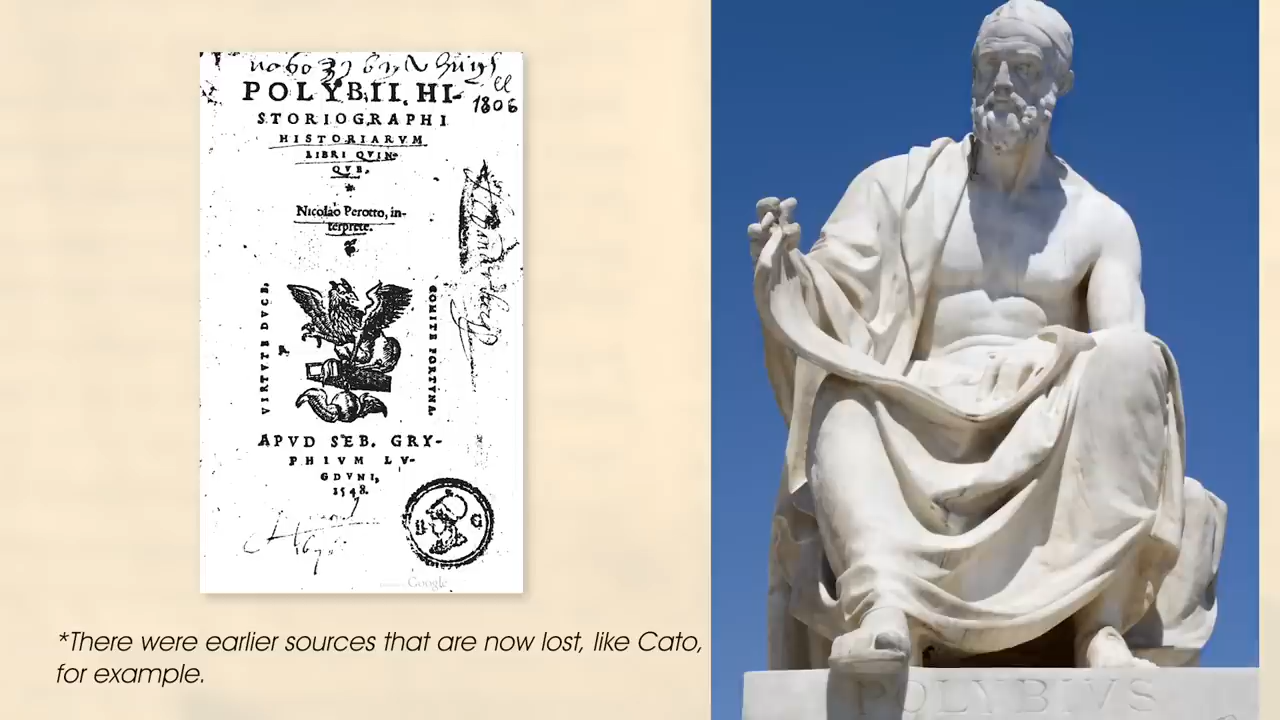 POLYBII HI-
1806
STORIOGRAPHI
HISTORIARVM
LIBRI QVIN-
QVE.
Nicolao Perotto, in-
terprete.
VIRTVTE DVCE,
COMITE FORTVNA.
APVD SEB. GRY-
PHIVM LV-
GDVNI,
1548.
Google
*There were earlier sources that are now lost, like Cato,
for example.
POLYBIVS